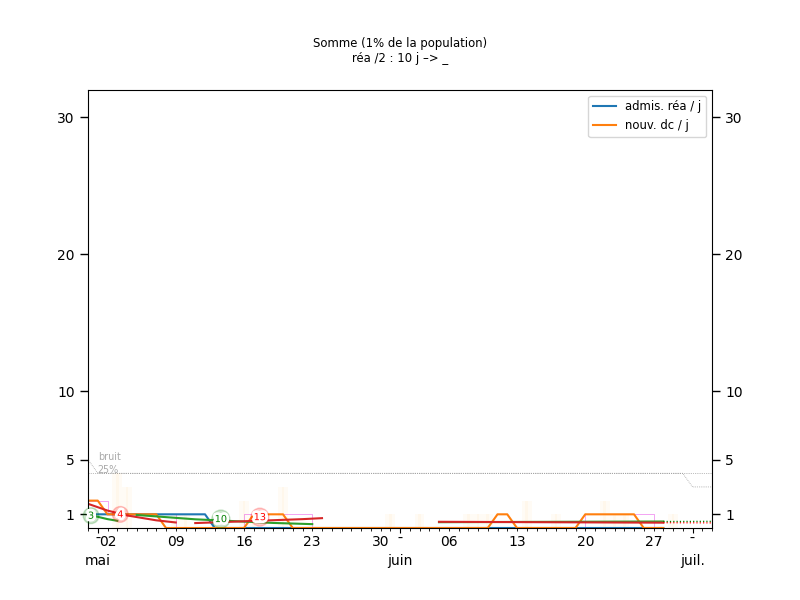 Somme (1% de la population)
réa /2 : 10 j –> _
admis. réa / j
nouv. dc / j
30 30
20 20
10 10
5 5
1 1
bruit
25%
3 4 10 13
02 09 16 23 30 06 13 20 27
mai juin juil.